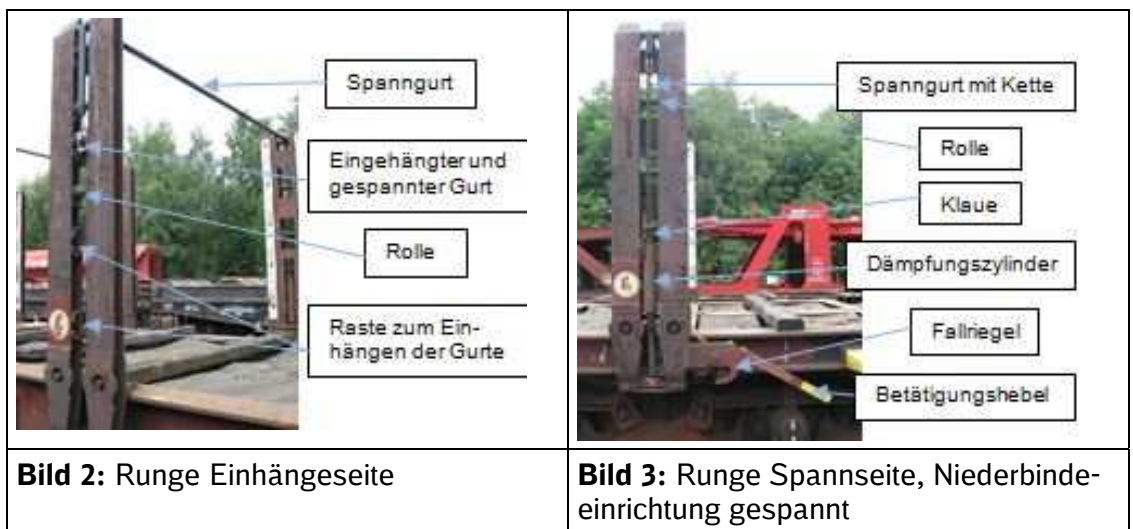 Spanngurt
Eingehängter und
gespannter Gurt
Rolle
Raste zum Ein-
hängen der Gurte
Spanngurt mit Kette
Rolle
Klaue
Dämpfungszylinder
Fallriegel
Betätigungshebel
Bild 2: Runge Einhängeseite
Bild 3: Runge Spannseite, Niederbinde-
einrichtung gespannt